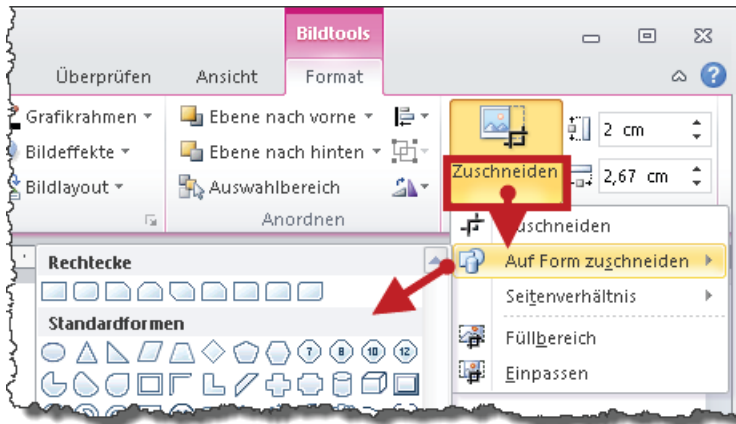 Bildtools
Überprüfen Ansicht Format
Grafikrahmen Ebene nach vorne 2 cm
Bildeffekte Ebene nach hinten
Zuschneiden 2,67 cm
Bildlayout Auswahlbereich
Anordnen
Zuschneiden
Auf Form zuschneiden
Seitenverhältnis
Füllbereich
Einpassen
Rechtecke
Standardformen
7 8 10 12